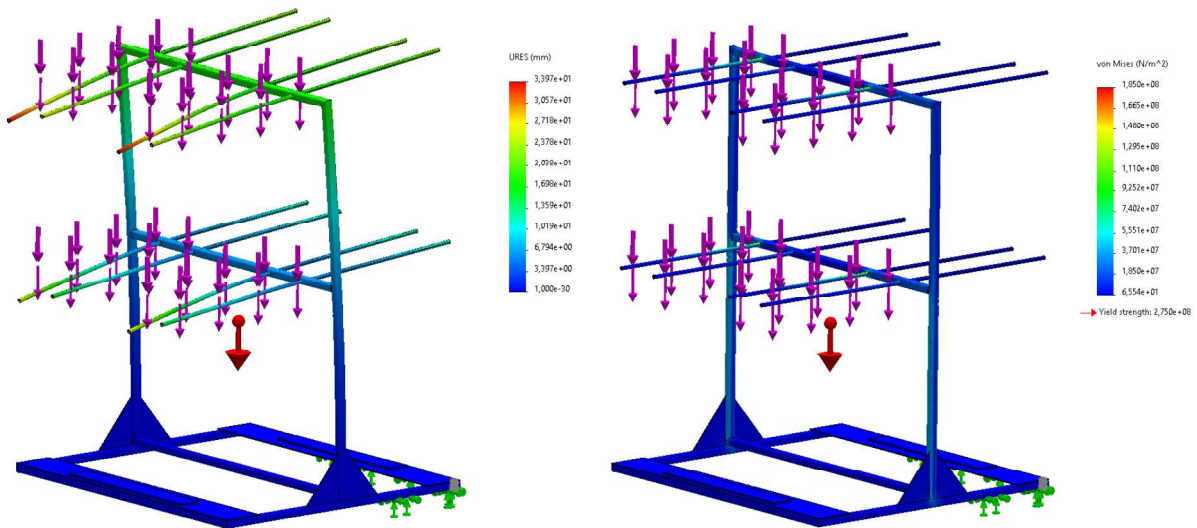 URES (mm)
3,397e+01
3,057e+01
2,718e+01
2,378e+01
2,038e+01
1,698e+01
1,359e+01
1,019e+01
6,794e+00
3,397e+00
1,000e-30
von Mises (N/m^2)
1,850e+08
1,665e+08
1,480e+08
1,295e+08
1,110e+08
9,252e+07
7,402e+07
5,551e+07
3,701e+07
1,850e+07
6,554e+01
Yield strength: 2,750e+08